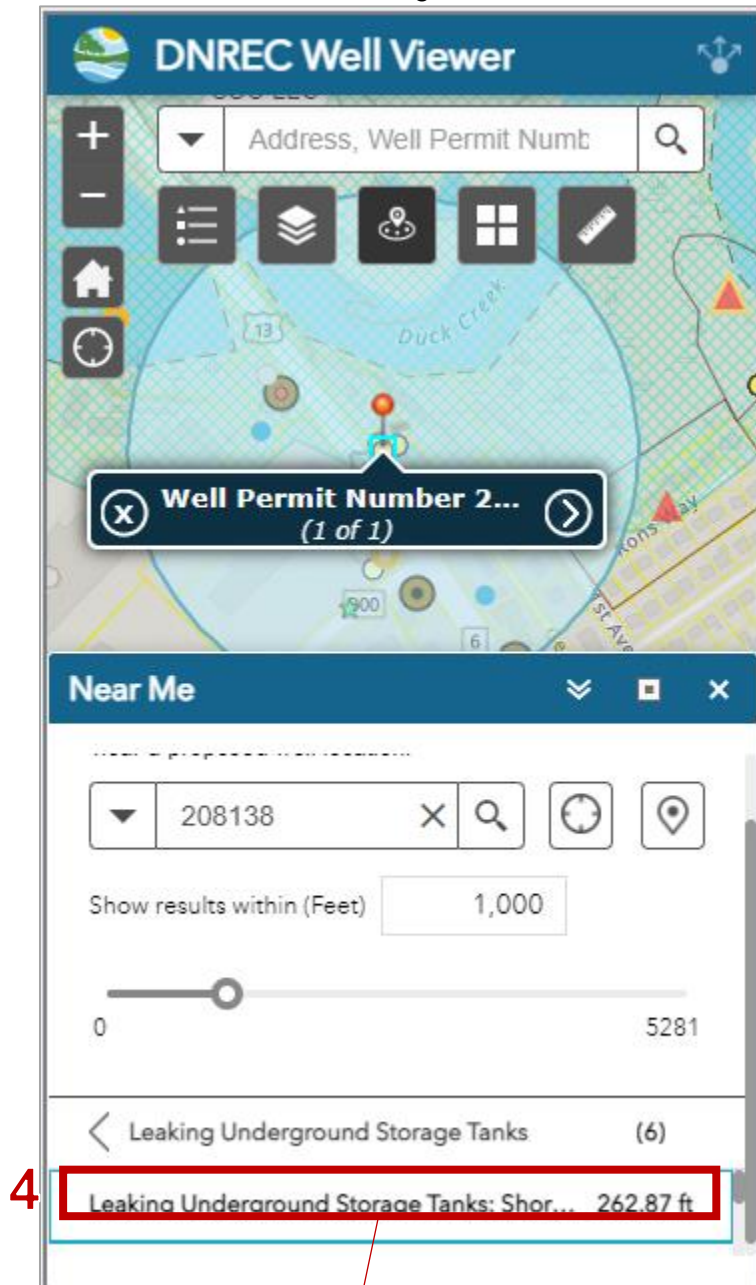 DNREC Well Viewer
Address, Well Permit Numb
13
Duck Creek
Well Permit Number 2...
(1 of 1)
900
6
1st Ave
Near Me
208138
Show results within (Feet) 1,000
0 5281
Leaking Underground Storage Tanks (6)
4
Leaking Underground Storage Tanks: Shor... 262.87 ft